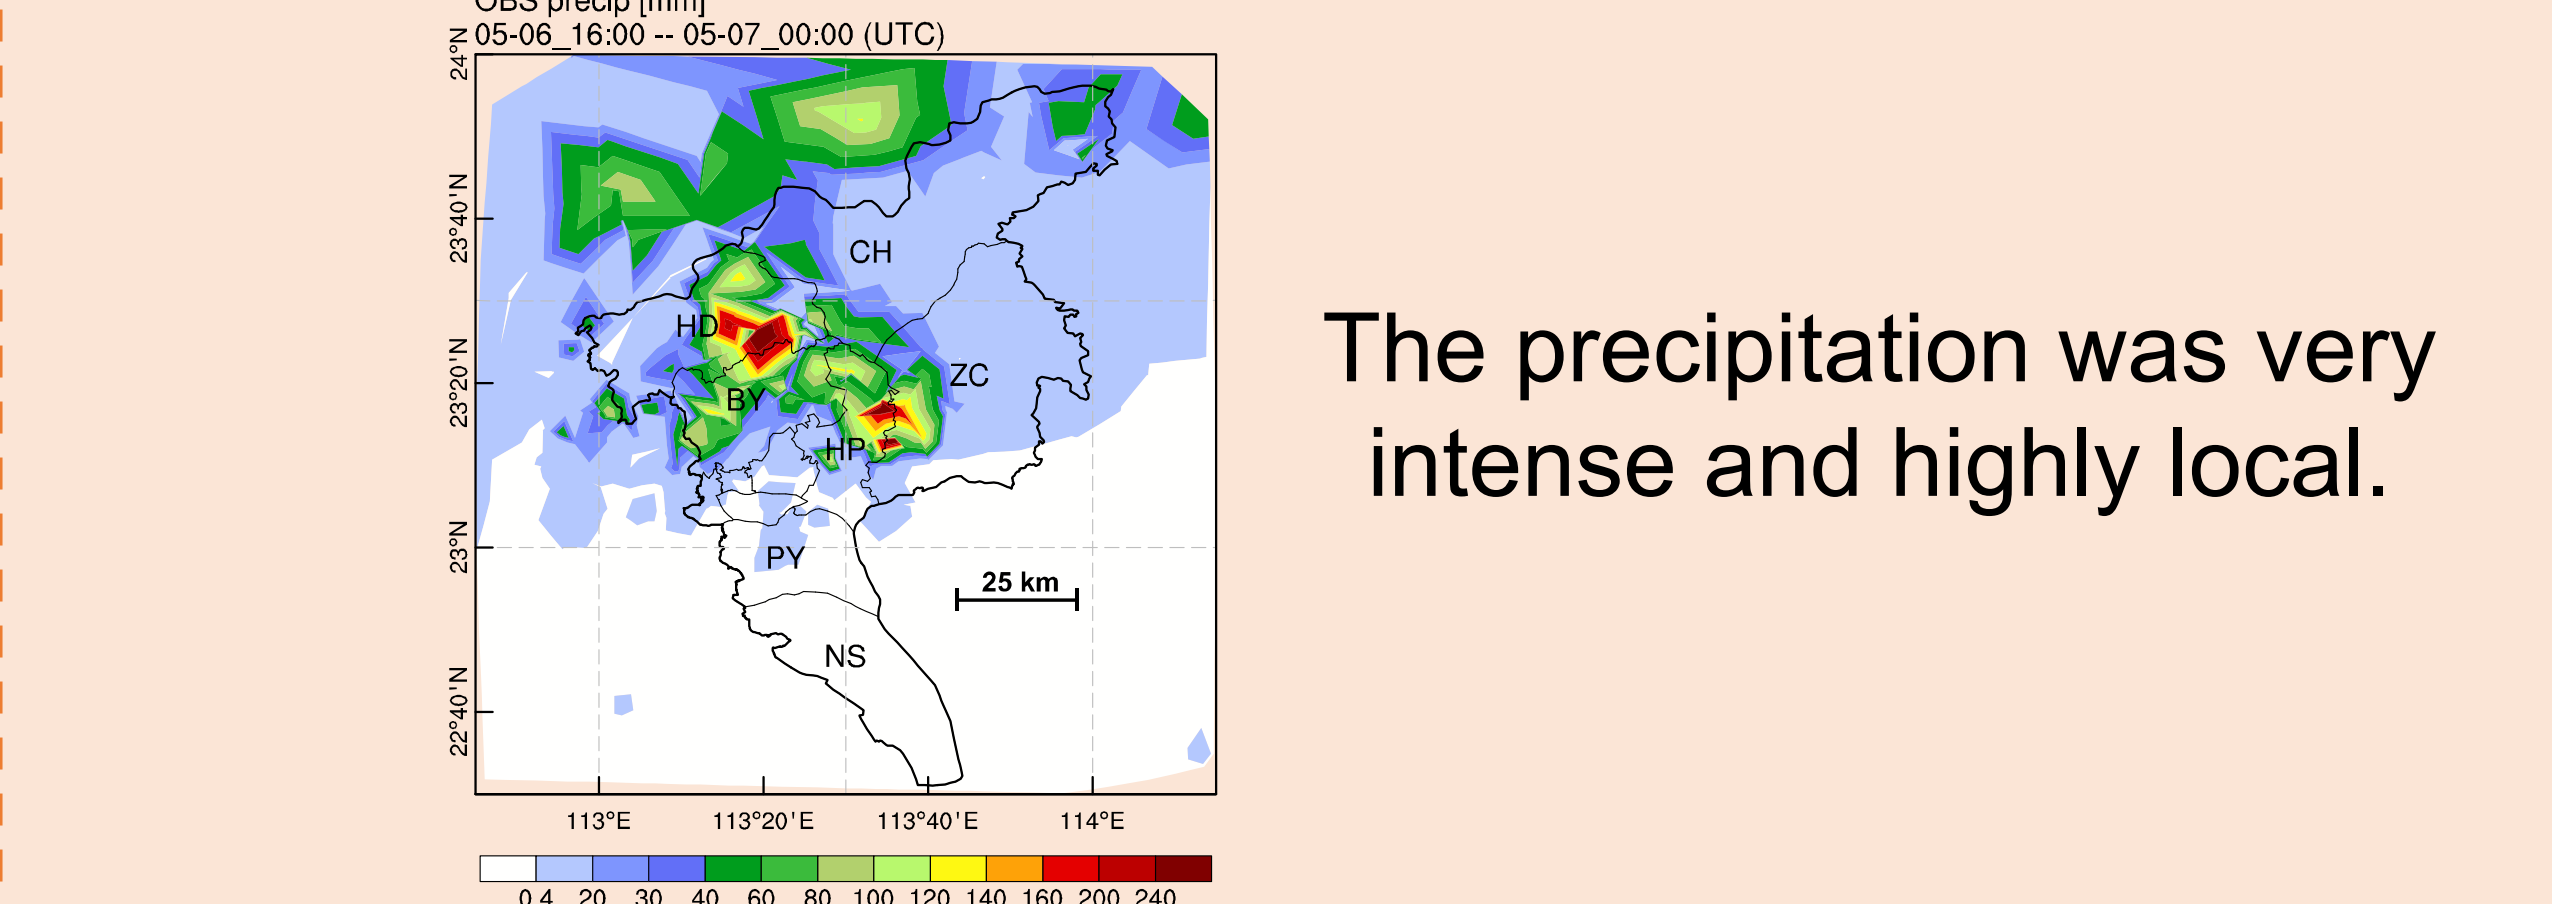 OBS precip [mm]
05-06_16:00 -- 05-07_00:00 (UTC)
24°N
23°40'N
23°20'N
23°N
22°40'N
CH
HD
ZC
BY
HP
PY
25 km
NS
113°E 113°20'E 113°40'E 114°E
0.4 20 30 40 60 80 100 120 140 160 200 240
The precipitation was very
intense and highly local.